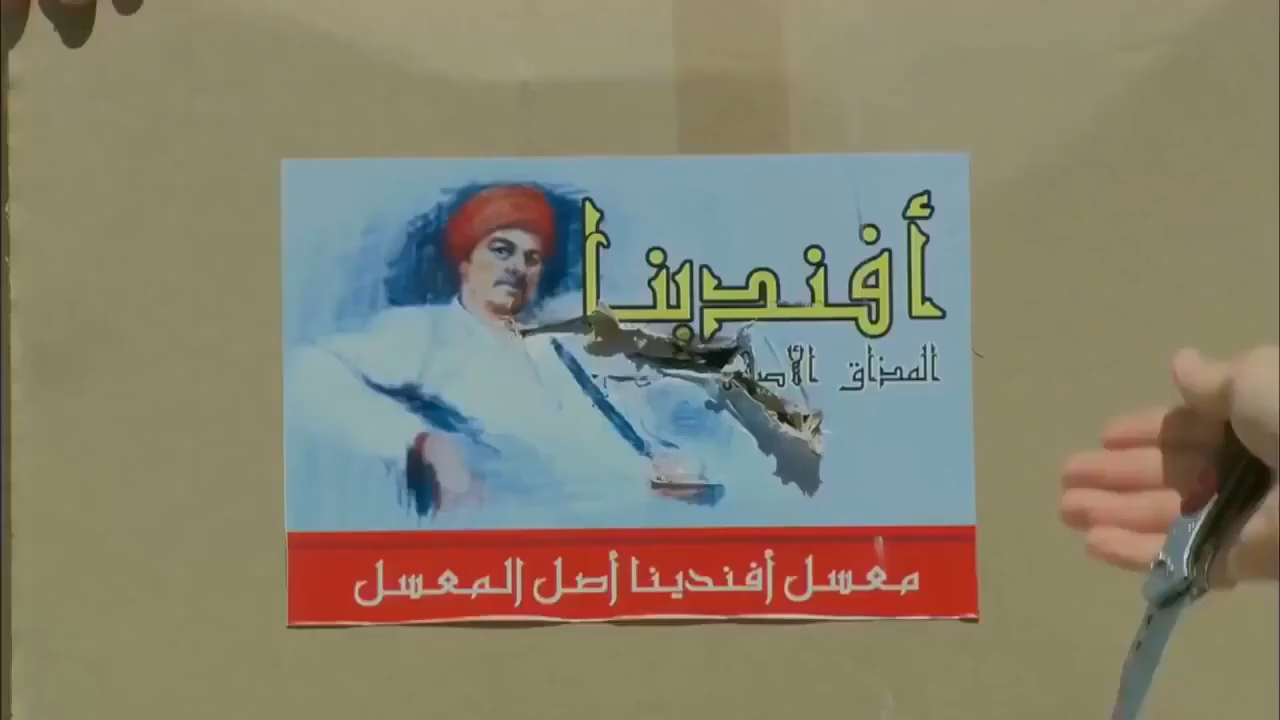 أفندينا
المذاق
معسل أفندينا أصل المعسل